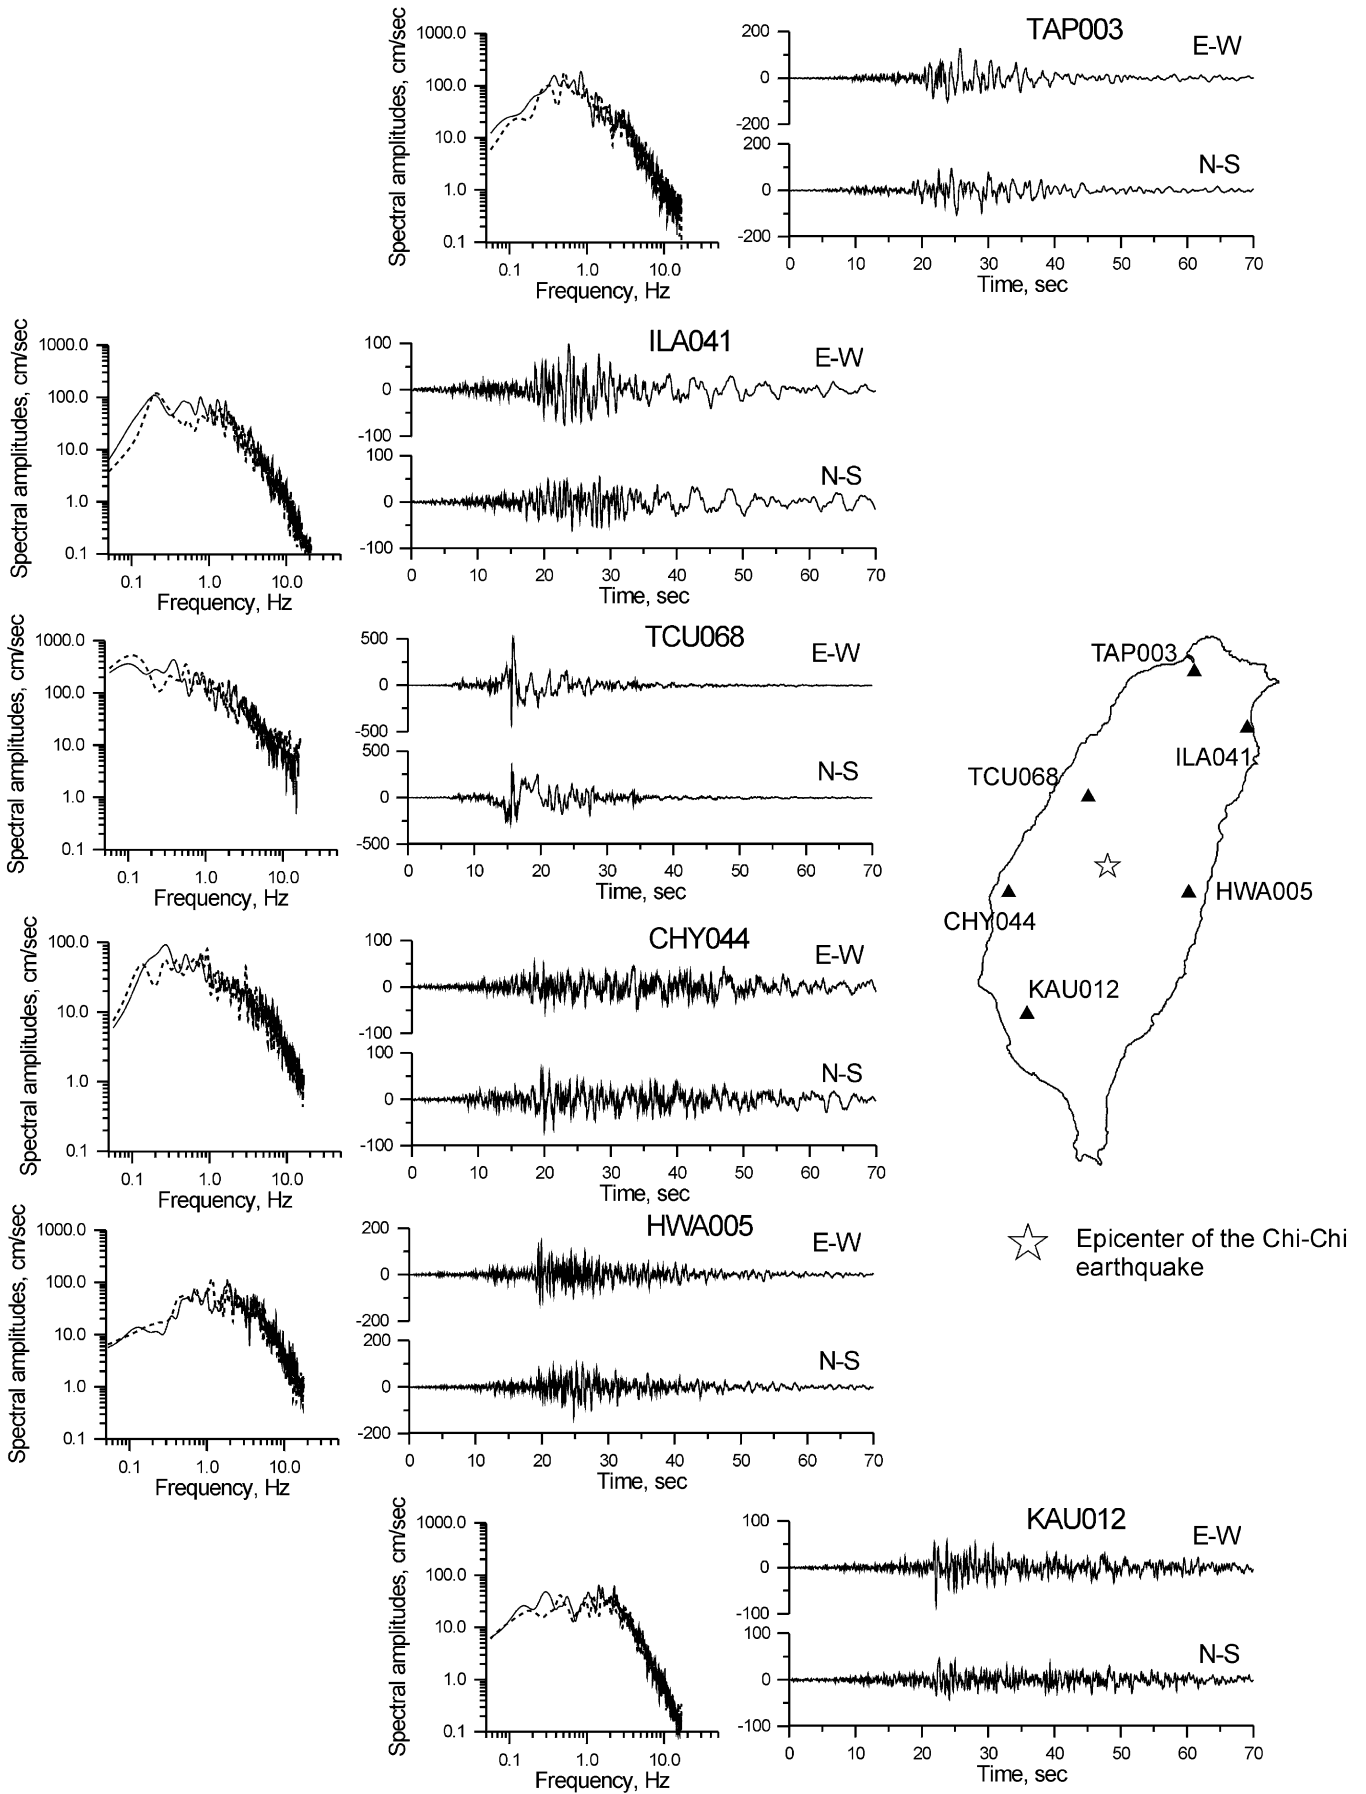 TAP003
Spectral amplitudes, cm/sec
1000.0
100.0
10.0
1.0
0.1
0.1 1.0 10.0
Frequency, Hz
200
0
-200
E-W
200
0
-200
N-S
0 10 20 30 40 50 60 70
Time, sec
ILA041
Spectral amplitudes, cm/sec
1000.0
100.0
10.0
1.0
0.1
0.1 1.0 10.0
Frequency, Hz
100
0
-100
E-W
100
0
-100
N-S
0 10 20 30 40 50 60 70
Time, sec
TCU068
Spectral amplitudes, cm/sec
1000.0
100.0
10.0
1.0
0.1
0.1 1.0 10.0
Frequency, Hz
500
0
-500
E-W
500
0
-500
N-S
0 10 20 30 40 50 60 70
Time, sec
CHY044
Spectral amplitudes, cm/sec
100.0
10.0
1.0
0.1
0.1 1.0 10.0
Frequency, Hz
100
0
-100
E-W
100
0
-100
N-S
0 10 20 30 40 50 60 70
Time, sec
HWA005
Spectral amplitudes, cm/sec
1000.0
100.0
10.0
1.0
0.1
0.1 1.0 10.0
Frequency, Hz
200
0
-200
E-W
200
0
-200
N-S
0 10 20 30 40 50 60 70
Time, sec
KAU012
Spectral amplitudes, cm/sec
1000.0
100.0
10.0
1.0
0.1
0.1 1.0 10.0
Frequency, Hz
100
0
-100
E-W
100
0
-100
N-S
0 10 20 30 40 50 60 70
Time, sec
TAP003
ILA041
TCU068
HWA005
CHY044
KAU012
Epicenter of the Chi-Chi
earthquake